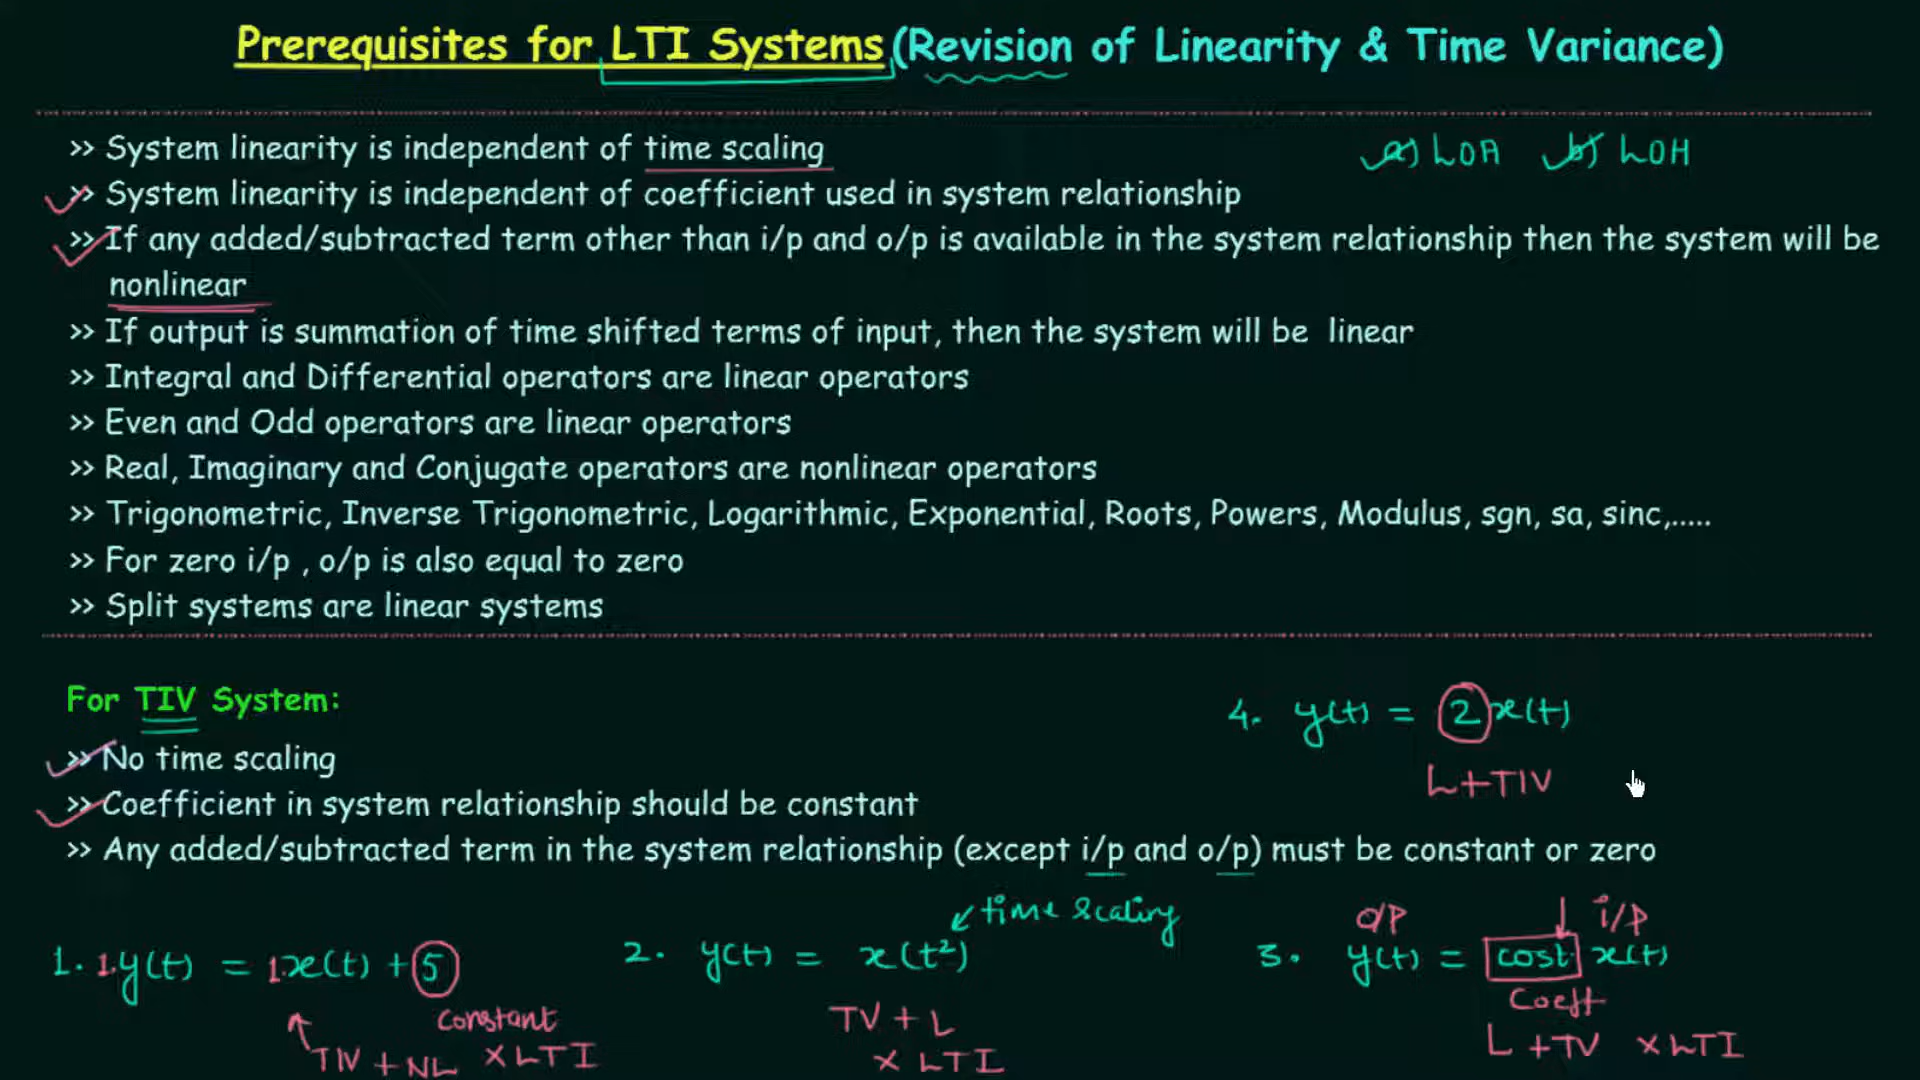 Prerequisites for LTI Systems (Revision of Linearity & Time Variance)
>> System linearity is independent of time scaling
a) LOA b) LOH
>> System linearity is independent of coefficient used in system relationship
>> If any added/subtracted term other than i/p and o/p is available in the system relationship then the system will be
nonlinear
>> If output is summation of time shifted terms of input, then the system will be linear
>> Integral and Differential operators are linear operators
>> Even and Odd operators are linear operators
>> Real, Imaginary and Conjugate operators are nonlinear operators
>> Trigonometric, Inverse Trigonometric, Logarithmic, Exponential, Roots, Powers, Modulus, sgn, sa, sinc,.....
>> For zero i/p , o/p is also equal to zero
>> Split systems are linear systems
For TIV System:
>> No time scaling
>> Coefficient in system relationship should be constant
>> Any added/subtracted term in the system relationship (except i/p and o/p) must be constant or zero
4. y(t) = 2x(t)
L+TIV
1. 1.y(t) = 1.x(t) + 5
constant
TIV + NL × LTI
time scaling
2. y(t) = x(t²)
TV + L
× LTI
O/P i/p
3. y(t) = cost x(t)
Coeff
L + TV × LTI